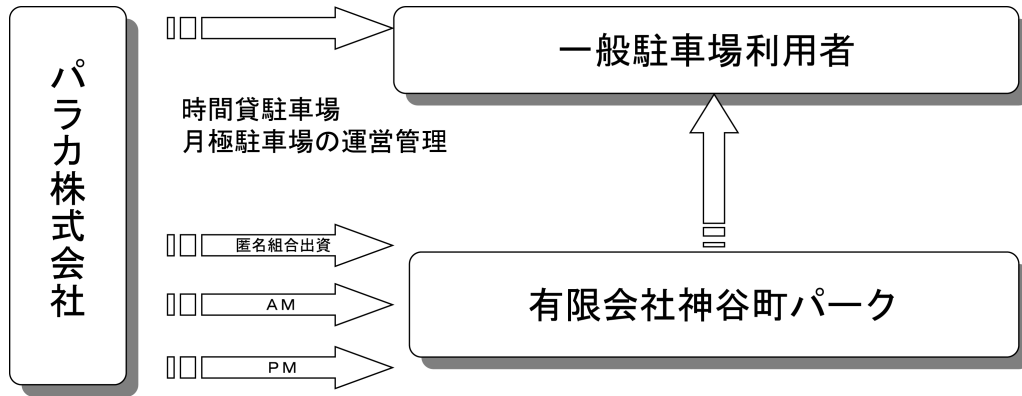 パラカ株式会社
一般駐車場利用者
時間貸駐車場
月極駐車場の運営管理
匿名組合出資
ＡＭ
ＰＭ
有限会社神谷町パーク